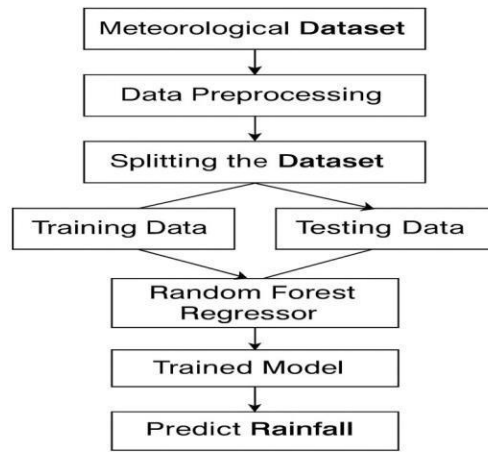 Meteorological Dataset
Data Preprocessing
Splitting the Dataset
Training Data
Testing Data
Random Forest
Regressor
Trained Model
Predict Rainfall